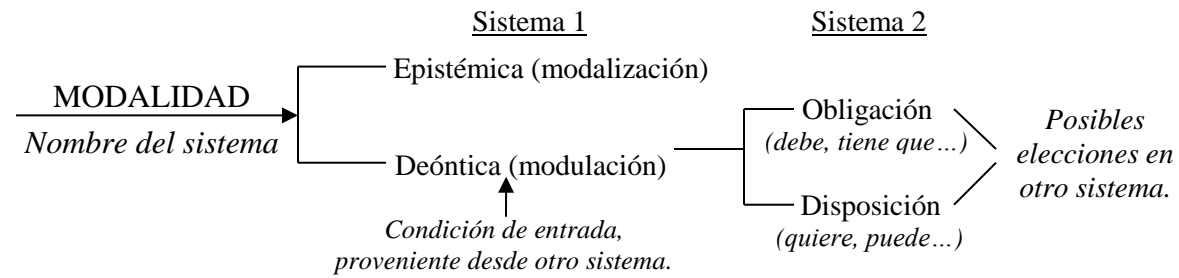 Sistema 1
Sistema 2
Epistémica (modalización)
MODALIDAD
Nombre del sistema
Obligación
(debe, tiene que…)
Posibles
elecciones en
otro sistema.
Deóntica (modulación)
Disposición
(quiere, puede…)
Condición de entrada,
proveniente desde otro sistema.